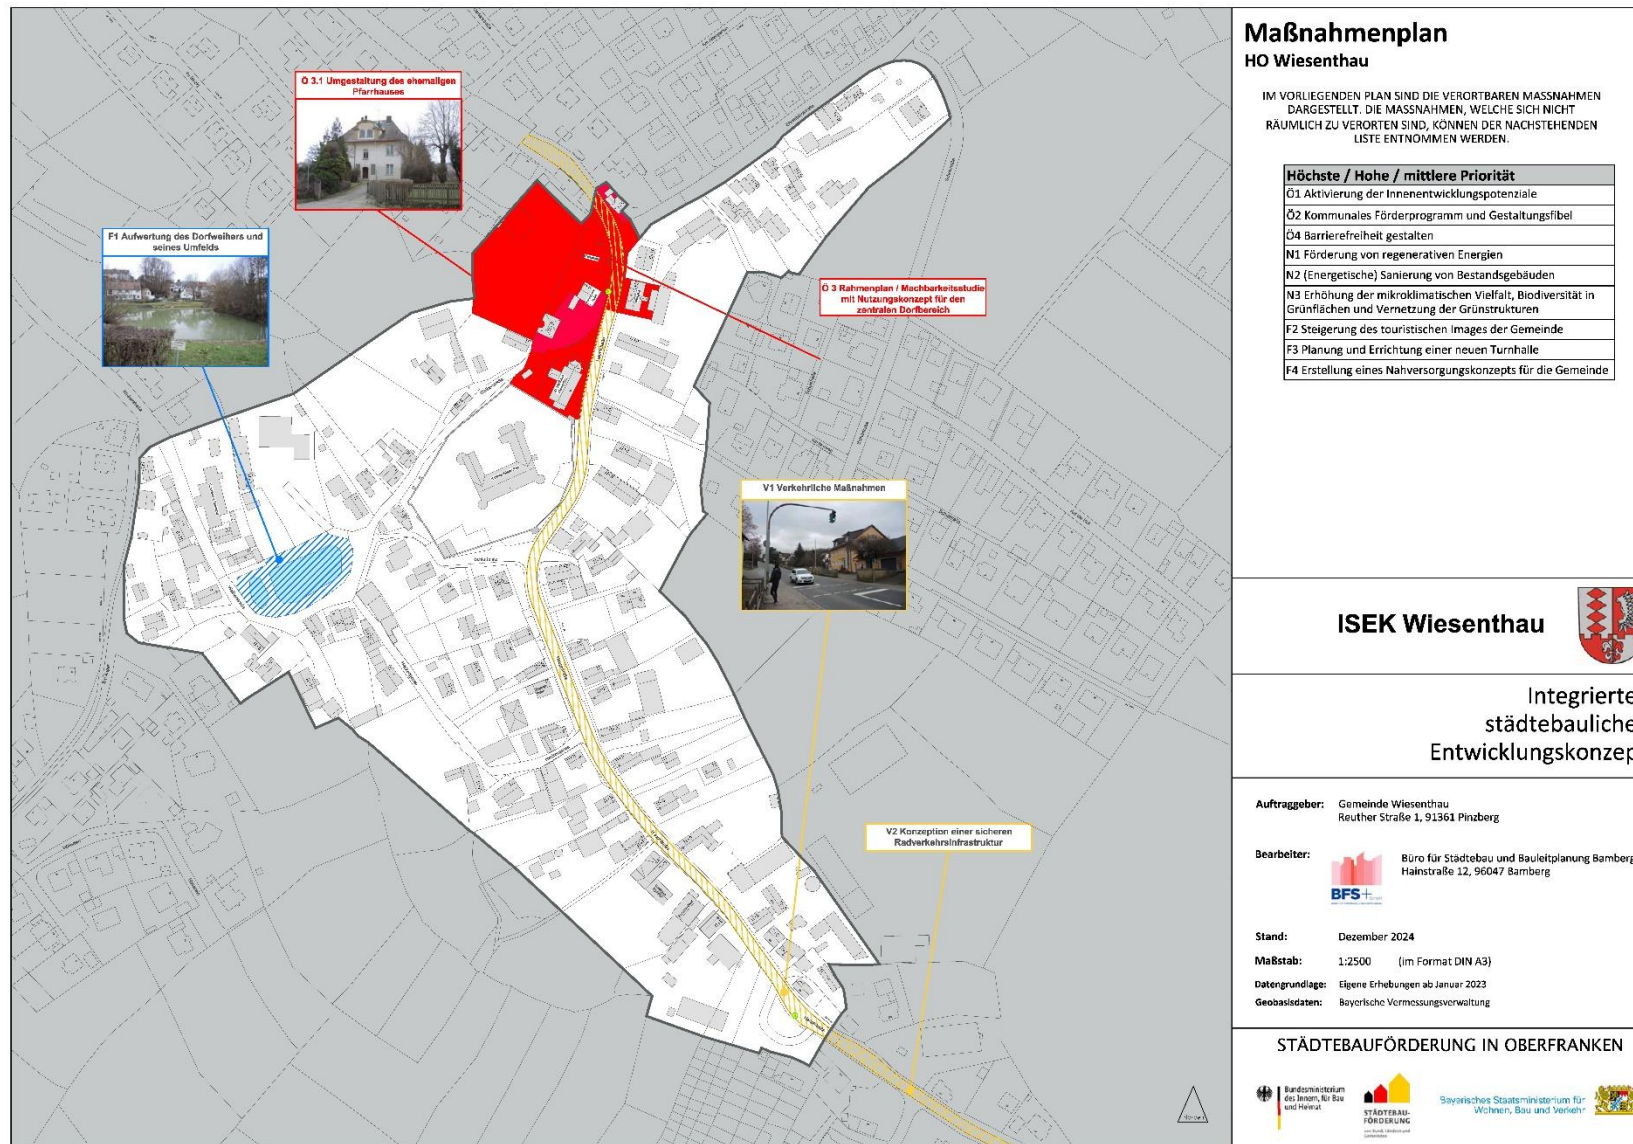 Maßnahmenplan
HO Wiesenthau
IM VORLIEGENDEN PLAN SIND DIE VERORTBAREN MASSNAHMEN
DARGESTELLT. DIE MASSNAHMEN, WELCHE SICH NICHT
RÄUMLICH ZU VERORTEN SIND, KÖNNEN DER NACHSTEHENDEN
LISTE ENTNOMMEN WERDEN.
Höchste / Hohe / mittlere Priorität
Ö1 Aktivierung der Innenentwicklungspotenziale
Ö2 Kommunales Förderprogramm und Gestaltungsfibel
Ö4 Barrierefreiheit gestalten
N1 Förderung von regenerativen Energien
N2 (Energetische) Sanierung von Bestandsgebäuden
N3 Erhöhung der mikroklimatischen Vielfalt, Biodiversität in
Grünflächen und Vernetzung der Grünstrukturen
F2 Steigerung des touristischen Images der Gemeinde
F3 Planung und Errichtung einer neuen Turnhalle
F4 Erstellung eines Nahversorgungskonzepts für die Gemeinde
Ö 3.1 Umgestaltung des ehemaligen
Pfarrhauses
F1 Aufwertung des Dorfweihers und
seines Umfelds
Ö 3 Rahmenplan / Machbarkeitsstudie
mit Nutzungskonzept für den
zentralen Dorfbereich
V1 Verkehrliche Maßnahmen
V2 Konzeption einer sicheren
Radverkehrsinfrastruktur
ISEK Wiesenthau
Integrierte
städtebauliche
Entwicklungskonzep
Auftraggeber: Gemeinde Wiesenthau
Reuther Straße 1, 91361 Pinzberg
Bearbeiter: Büro für Städtebau und Bauleitplanung Bamberg
Hainstraße 12, 96047 Bamberg
BFS+
Stand: Dezember 2024
Maßstab: 1:2500 (im Format DIN A3)
Datengrundlage: Eigene Erhebungen ab Januar 2023
Geobasisdaten: Bayerische Vermessungsverwaltung
STÄDTEBAUFÖRDERUNG IN OBERFRANKEN
Bundesministerium
des Innern, für Bau
und Heimat
STÄDTEBAU-
FÖRDERUNG
von Bund, Ländern und
Gemeinden
Bayerisches Staatsministerium für
Wohnen, Bau und Verkehr